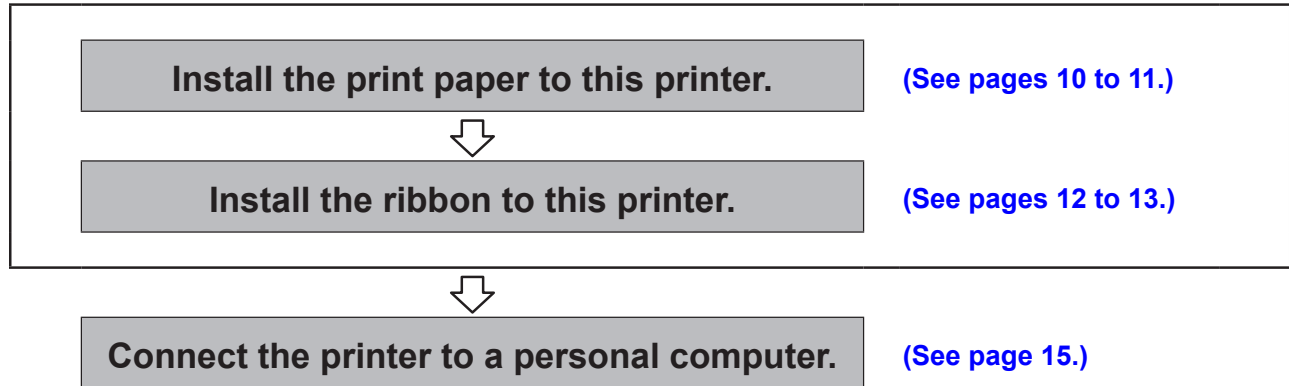 Install the print paper to this printer. (See pages 10 to 11.)
Install the ribbon to this printer. (See pages 12 to 13.)
Connect the printer to a personal computer. (See page 15.)